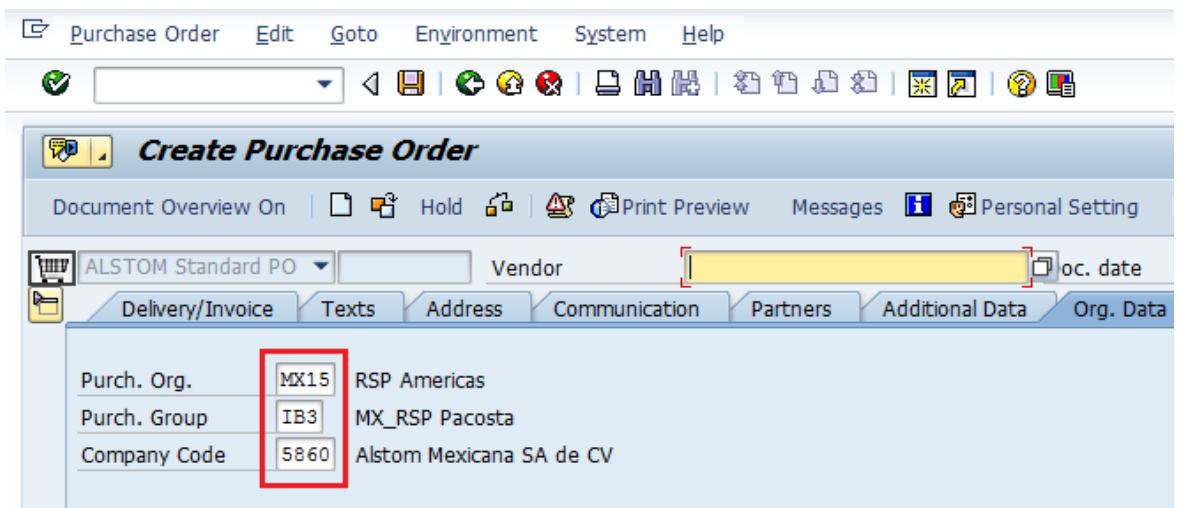 Purchase Order Edit Goto Environment System Help
Create Purchase Order
Document Overview On Hold Print Preview Messages Personal Setting
ALSTOM Standard PO Vendor oc. date
Delivery/Invoice Texts Address Communication Partners Additional Data Org. Data
Purch. Org. MX15 RSP Americas
Purch. Group IB3 MX_RSP Pacosta
Company Code 5860 Alstom Mexicana SA de CV